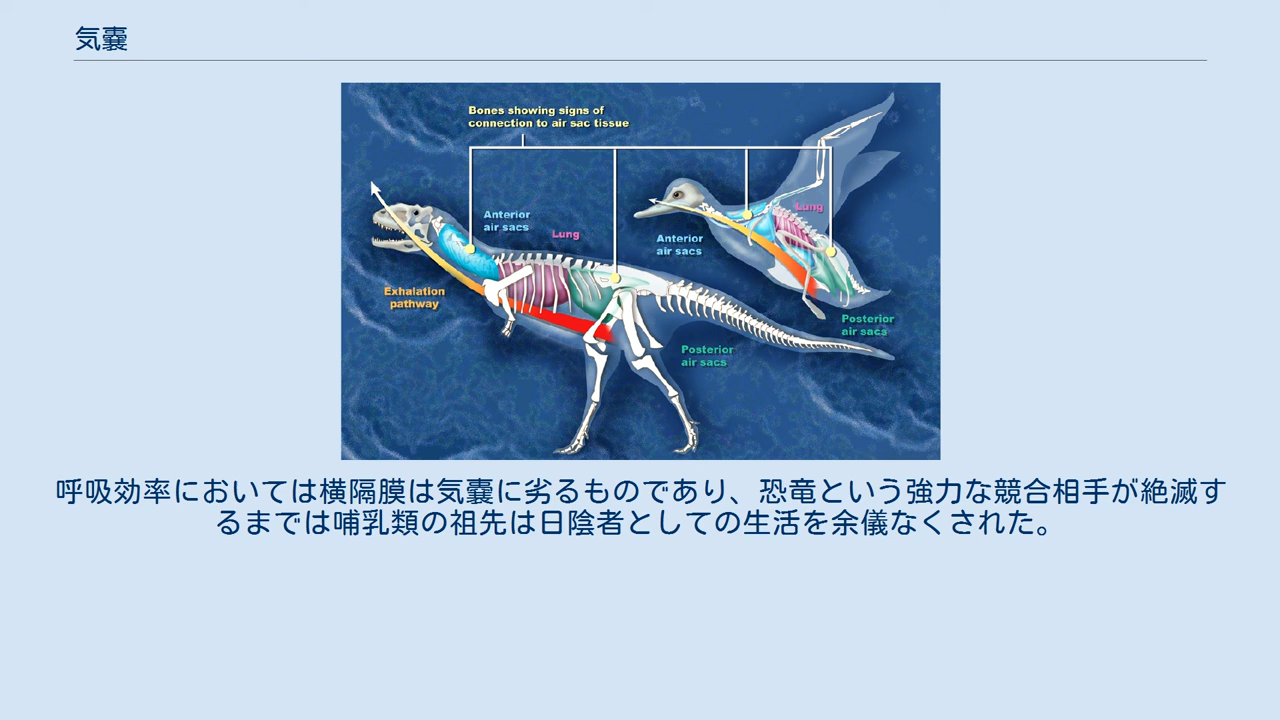 気嚢
Bones showing signs of
connection to air sac tissue
Anterior
air sacs
Lung
Exhalation
pathway
Posterior
air sacs
Anterior
air sacs
Lung
Posterior
air sacs
呼吸効率においては横隔膜は気嚢に劣るものであり、恐竜という強力な競合相手が絶滅す
るまでは哺乳類の祖先は日陰者としての生活を余儀なくされた。